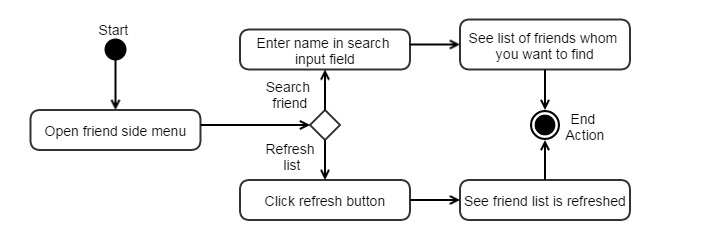 Start
Open friend side menu
Search
friend
Refresh
list
Enter name in search
input field
See list of friends whom
you want to find
Click refresh button
See friend list is refreshed
End
Action